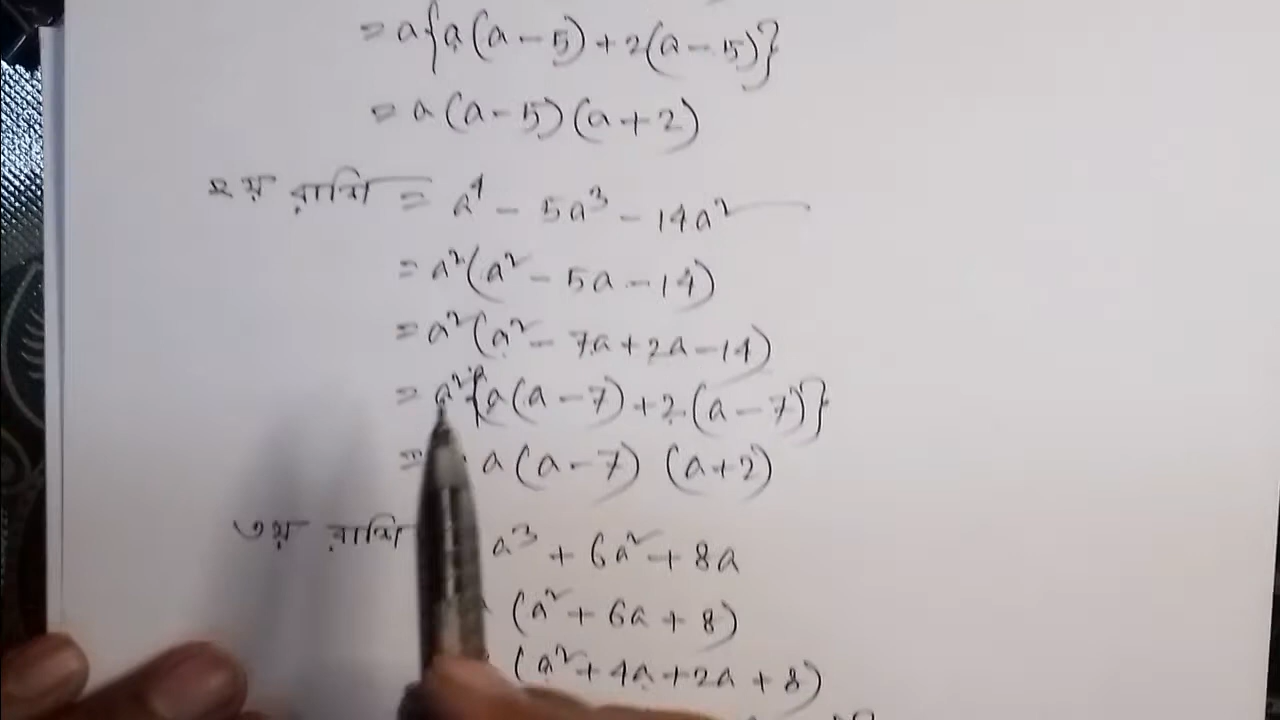 = a{a(a-5)+2(a-5)}
= a(a-5)(a+2)
২য় রাশি = a⁴ - 5a³ - 14a²
= a²(a² - 5a - 14)
= a²(a² - 7a + 2a - 14)
= a²{a(a-7)+2(a-7)}
= a(a-7) (a+2)
৩য় রাশি a³ + 6a² + 8a
(a² + 6a + 8)
(a² + 4a + 2a + 8)